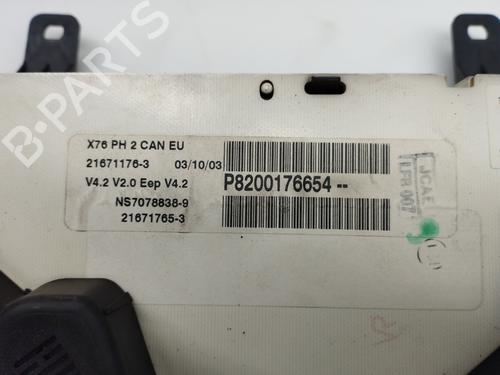 B-PARTS
X76 PH 2 CAN EU
21671176-3 03/10/03
V4.2 V2.0 Eep V4.2
P8200176654 --
NS7078838-9
21671765-3
JCAE